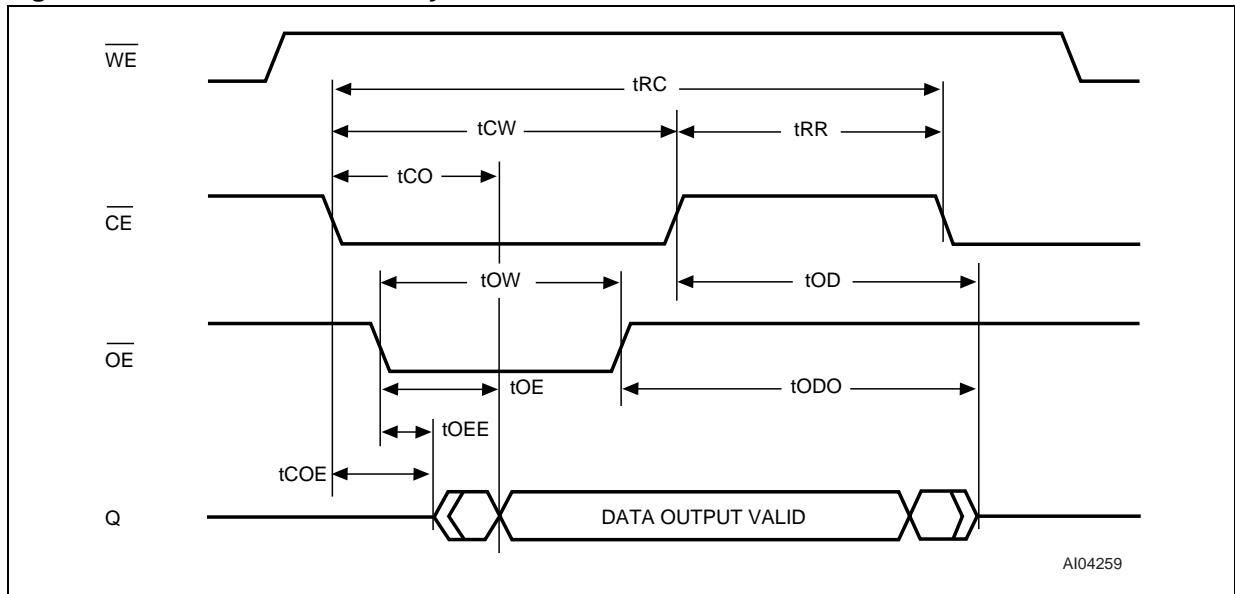 WE
tRC
tCW
tRR
tCO
CE
tOW
tOD
OE
tOE
tODO
tOEE
tCOE
Q
DATA OUTPUT VALID
AI04259